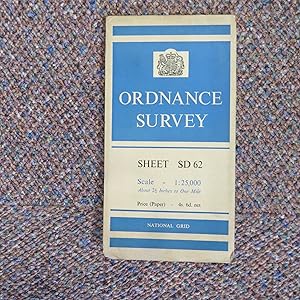 ORDNANCE
SURVEY
SHEET SD 62
Scale - 1:25,000
About 2½ Inches to One Mile
Price (Paper) - 4s. 6d. net
NATIONAL GRID